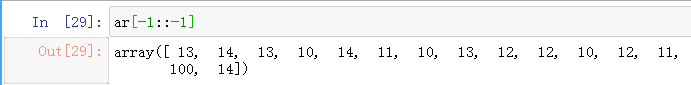 In [29]: ar[-1::-1]
Out[29]: array([ 13, 14, 13, 10, 14, 11, 10, 13, 12, 12, 10, 12, 11,
100, 14])